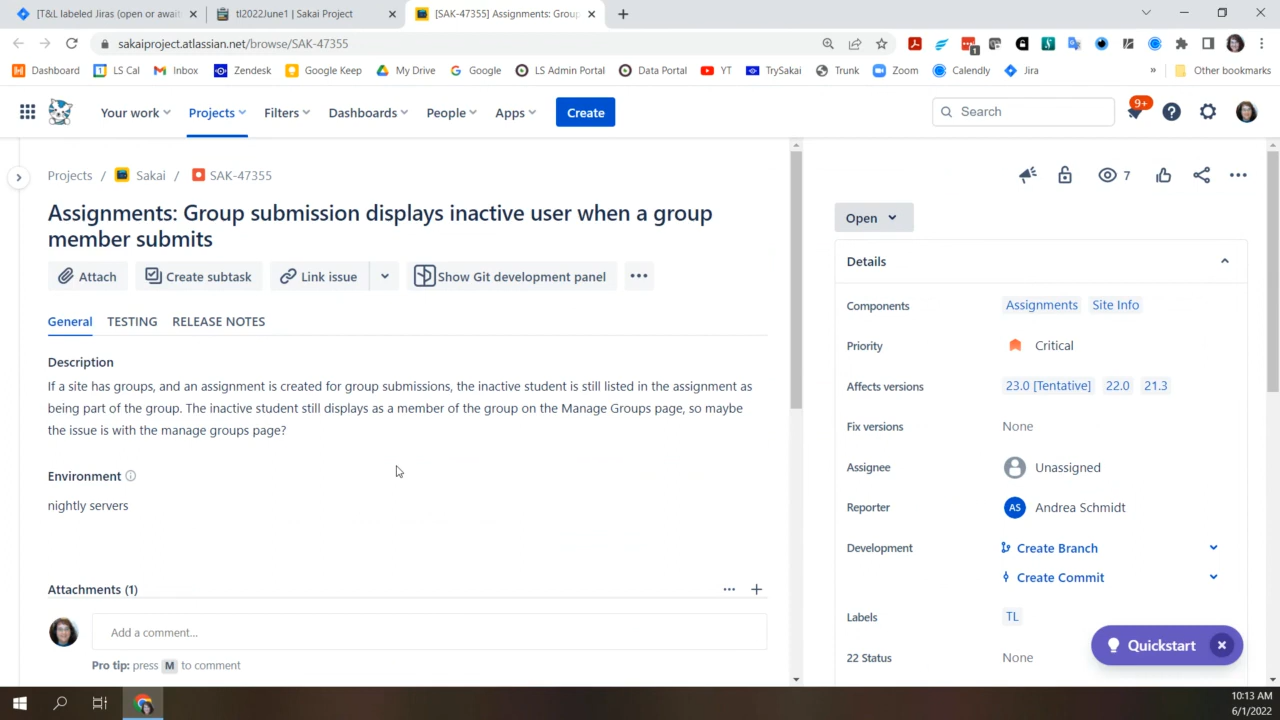 [T&L labeled Jiras (open or await
tl2022June1 | Sakai Project
[SAK-47355] Assignments: Group
sakaiproject.atlassian.net/browse/SAK-47355
Dashboard
LS Cal
Inbox
Zendesk
Google Keep
My Drive
Google
LS Admin Portal
Data Portal
YT
TrySakai
Trunk
Zoom
Calendly
Jira
»
Other bookmarks
Your work
Projects
Filters
Dashboards
People
Apps
Create
Search
9+
Projects / Sakai / SAK-47355
7
Assignments: Group submission displays inactive user when a group
member submits
Open
Attach
Create subtask
Link issue
Show Git development panel
General
TESTING
RELEASE NOTES
Description
If a site has groups, and an assignment is created for group submissions, the inactive student is still listed in the assignment as
being part of the group. The inactive student still displays as a member of the group on the Manage Groups page, so maybe
the issue is with the manage groups page?
Environment
nightly servers
Attachments (1)
Add a comment...
Pro tip: press M to comment
Details
Components
Assignments
Site Info
Priority
Critical
Affects versions
23.0 [Tentative]
22.0
21.3
Fix versions
None
Assignee
Unassigned
Reporter
AS
Andrea Schmidt
Development
Create Branch
Create Commit
Labels
TL
22 Status
None
Quickstart
10:13 AM
6/1/2022